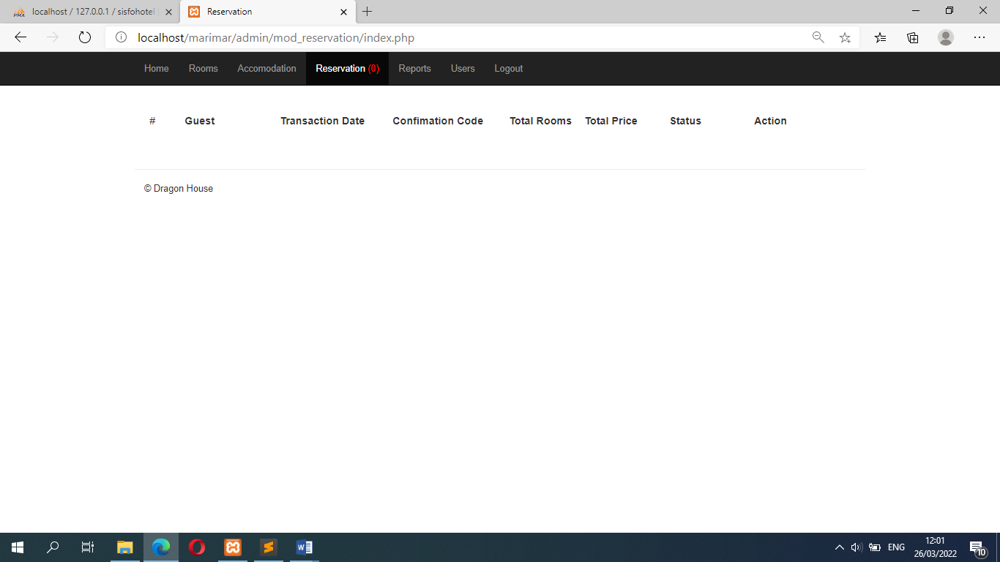 localhost / 127.0.0.1 / sisfohotel
Reservation
localhost/marimar/admin/mod_reservation/index.php
Home Rooms Accomodation Reservation (0) Reports Users Logout
# Guest Transaction Date Confimation Code Total Rooms Total Price Status Action
© Dragon House
ENG
12:01
26/03/2022
10